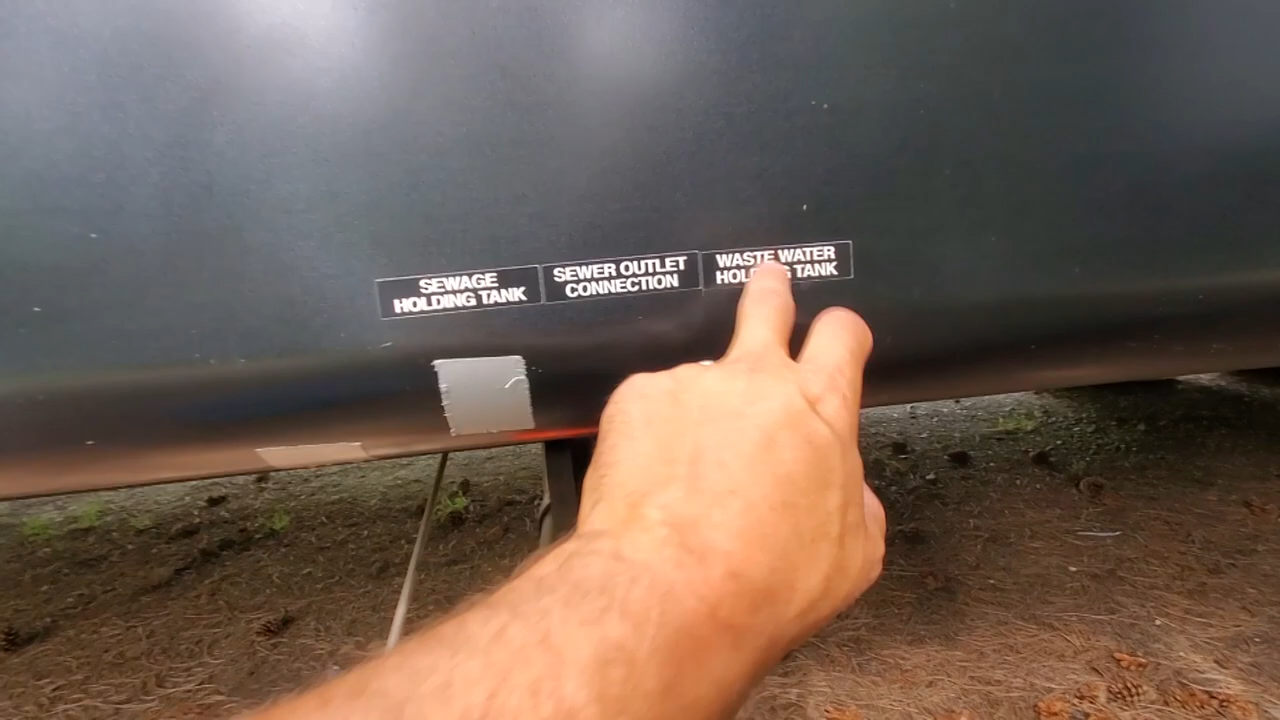 SEWAGE
HOLDING TANK
SEWER OUTLET
CONNECTION
WASTE WATER
TANK